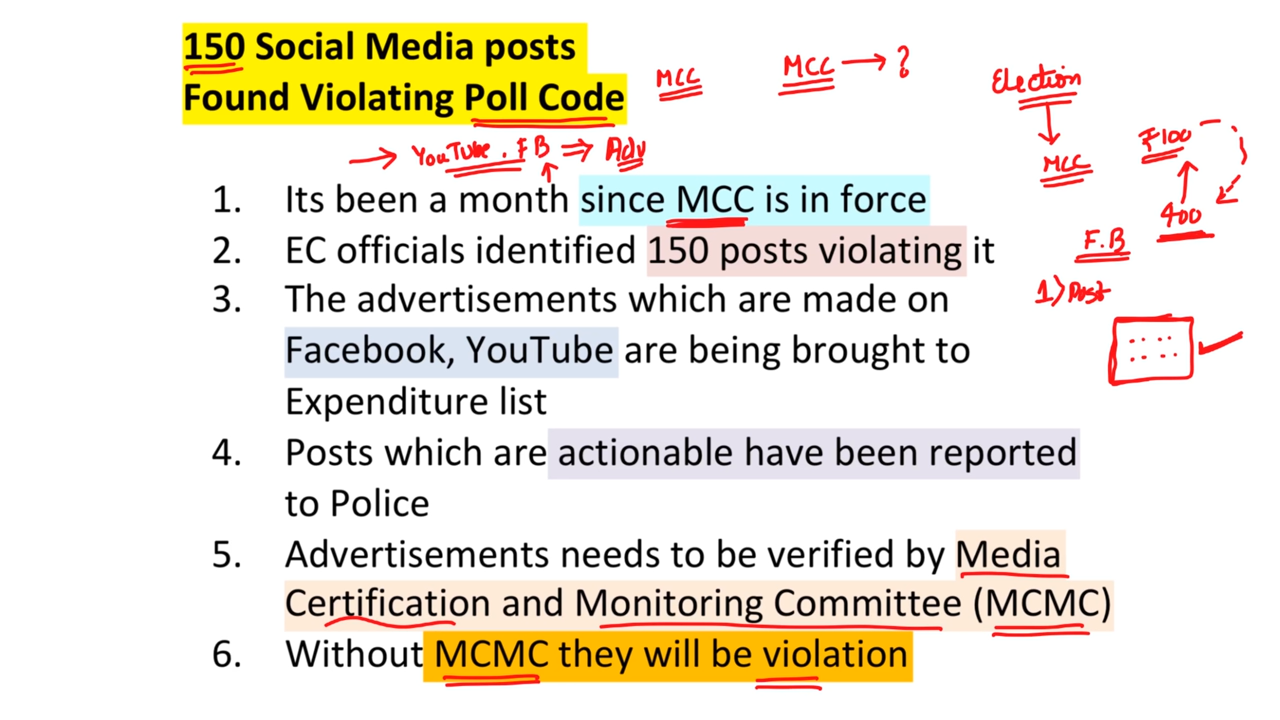 150 Social Media posts
Found Violating Poll Code
MCC
MCC → ?
Election
MCC
₹100
400
F.B
1) Post
→ YouTube . FB ⇒ Adv
1. Its been a month since MCC is in force
2. EC officials identified 150 posts violating it
3. The advertisements which are made on
Facebook, YouTube are being brought to
Expenditure list
4. Posts which are actionable have been reported
to Police
5. Advertisements needs to be verified by Media
Certification and Monitoring Committee (MCMC)
6. Without MCMC they will be violation